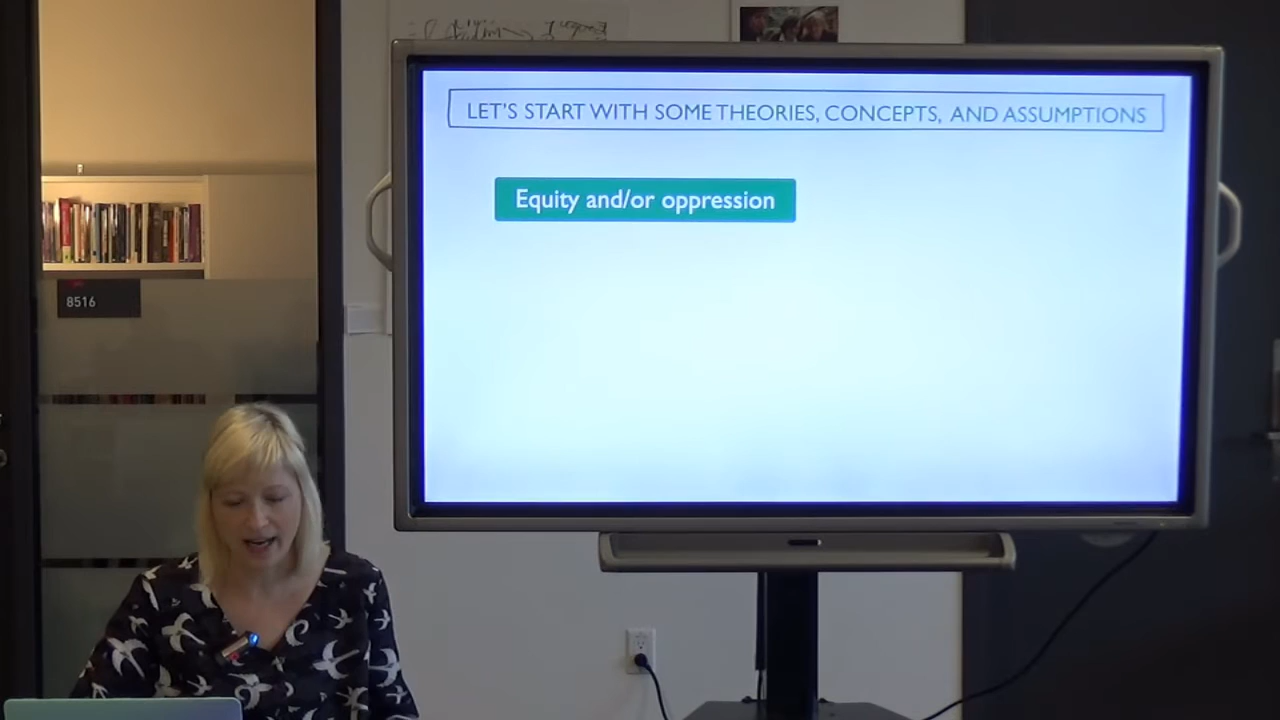 LET'S START WITH SOME THEORIES, CONCEPTS, AND ASSUMPTIONS
Equity and/or oppression
8516